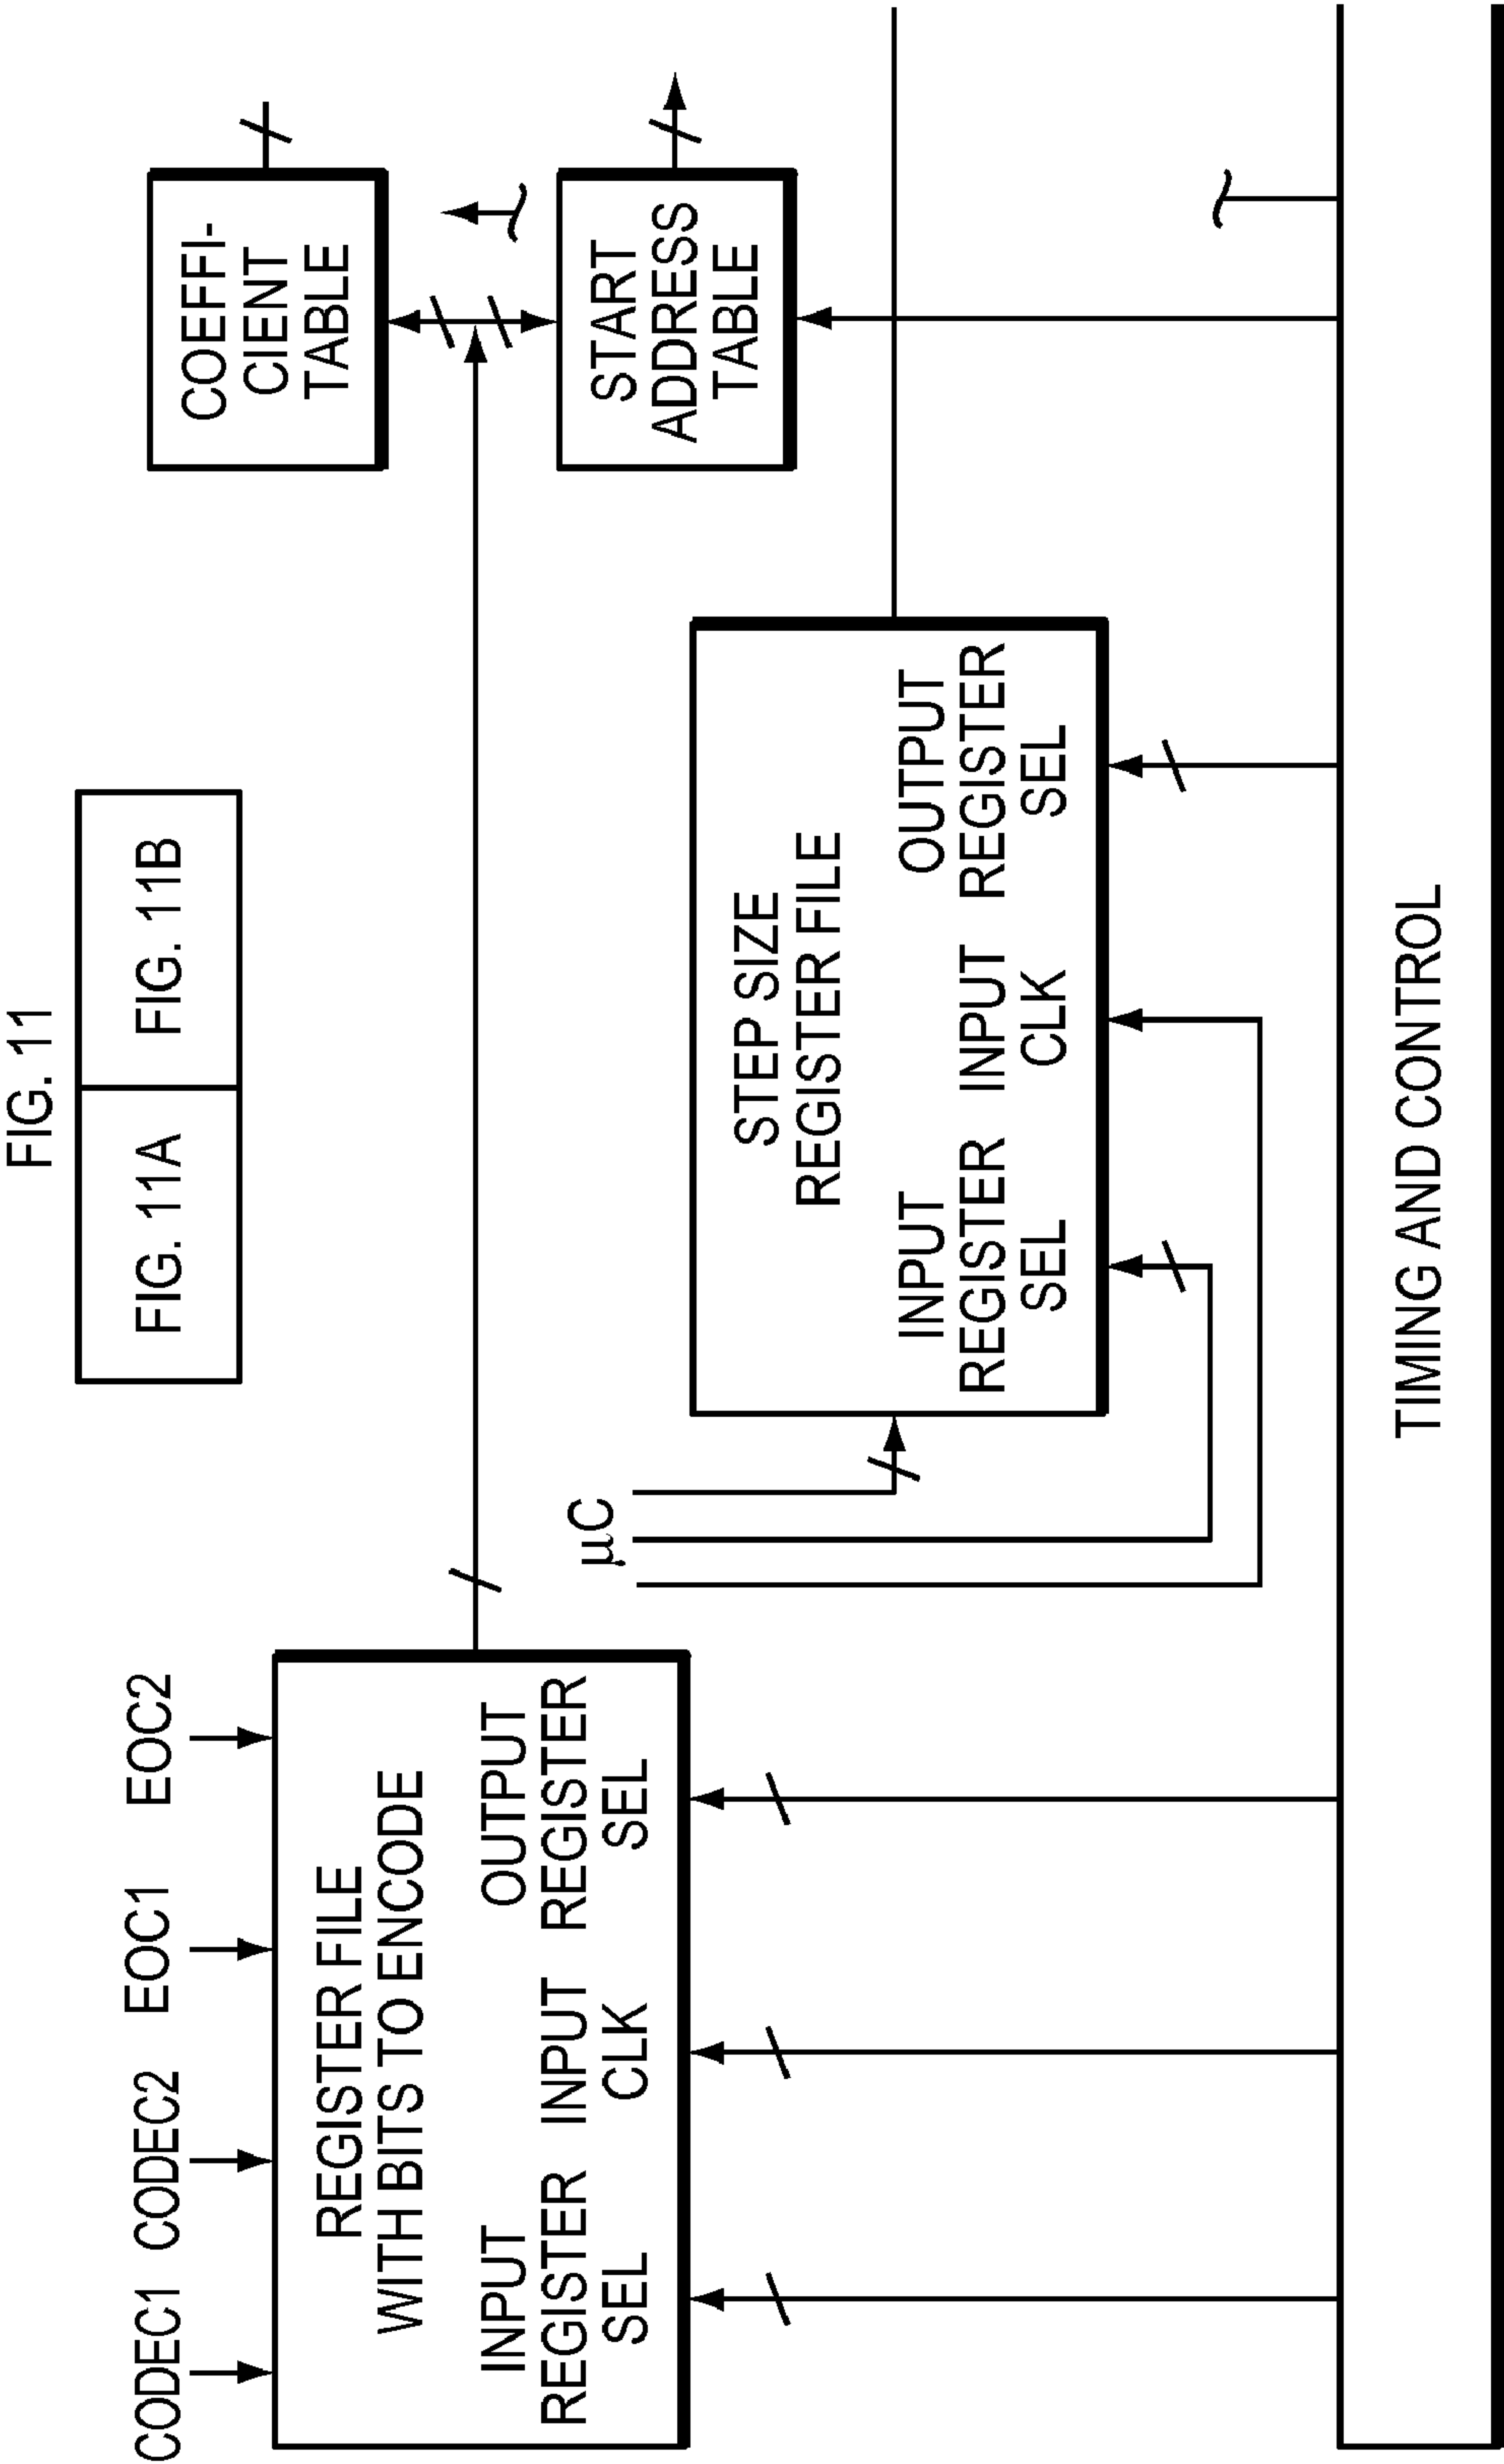 FIG. 11
FIG. 11A
FIG. 11B
CODEC1
CODEC2
EOC1
EOC2
REGISTER FILE
WITH BITS TO ENCODE
INPUT
REGISTER
SEL
INPUT
CLK
OUTPUT
REGISTER
SEL
µC
STEP SIZE
REGISTER FILE
INPUT
REGISTER
SEL
INPUT
CLK
OUTPUT
REGISTER
SEL
COEFFI-
CIENT
TABLE
START
ADDRESS
TABLE
TIMING AND CONTROL